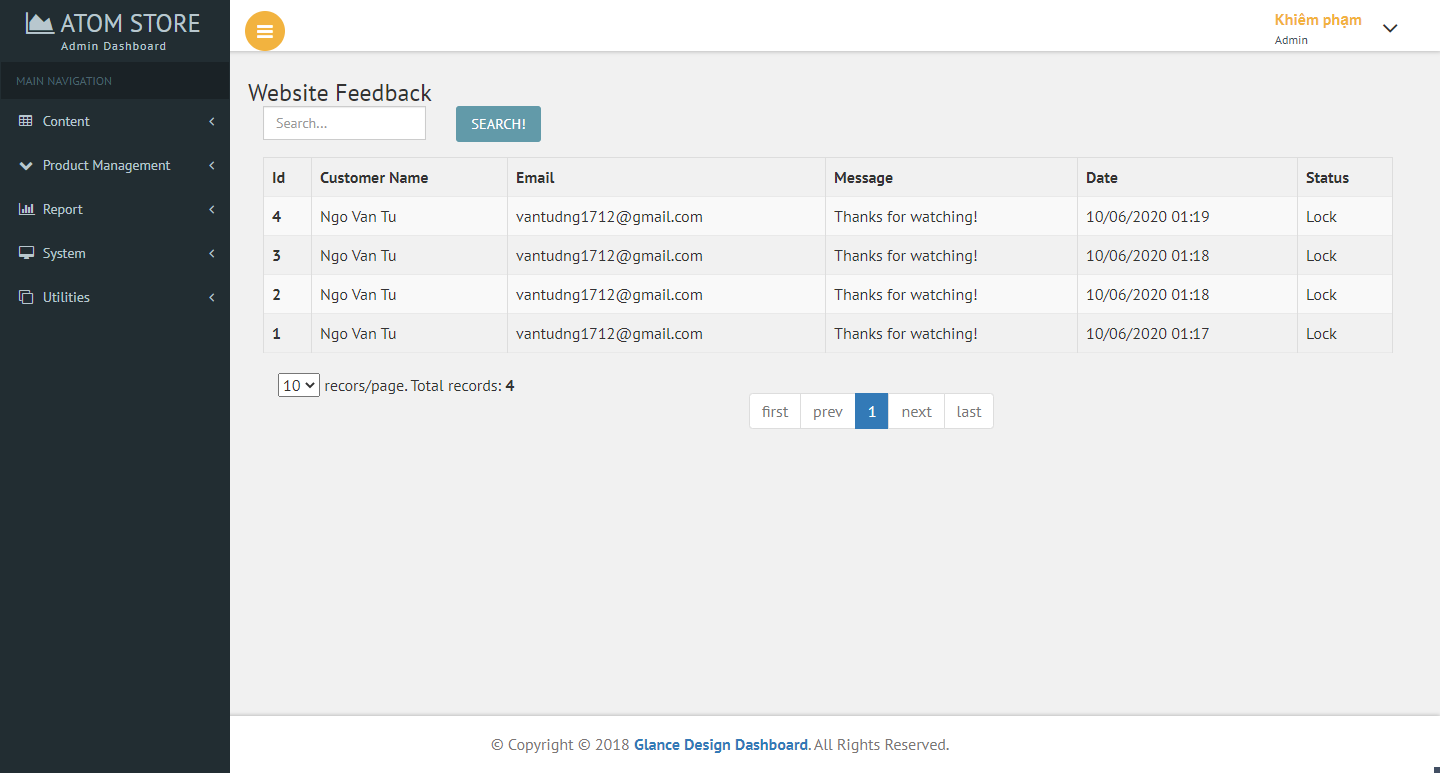 ATOM STORE
Admin Dashboard
MAIN NAVIGATION
Content
Product Management
Report
System
Utilities
Khiêm phạm
Admin
Website Feedback
Search...
SEARCH!
Id Customer Name Email Message Date Status
4 Ngo Van Tu vantudng1712@gmail.com Thanks for watching! 10/06/2020 01:19 Lock
3 Ngo Van Tu vantudng1712@gmail.com Thanks for watching! 10/06/2020 01:18 Lock
2 Ngo Van Tu vantudng1712@gmail.com Thanks for watching! 10/06/2020 01:18 Lock
1 Ngo Van Tu vantudng1712@gmail.com Thanks for watching! 10/06/2020 01:17 Lock
10 recors/page. Total records: 4
first prev 1 next last
© Copyright © 2018 Glance Design Dashboard. All Rights Reserved.